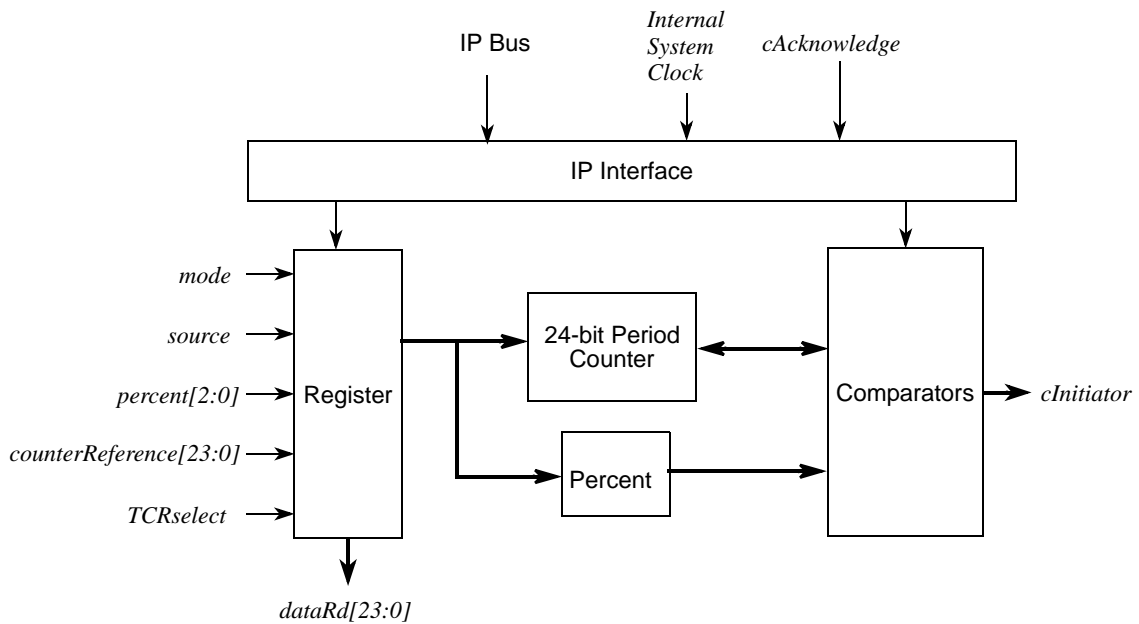 IP Bus
Internal
System
Clock
cAcknowledge
IP Interface
mode
source
percent[2:0]
counterReference[23:0]
TCRselect
Register
24-bit Period
Counter
Percent
Comparators
cInitiator
dataRd[23:0]